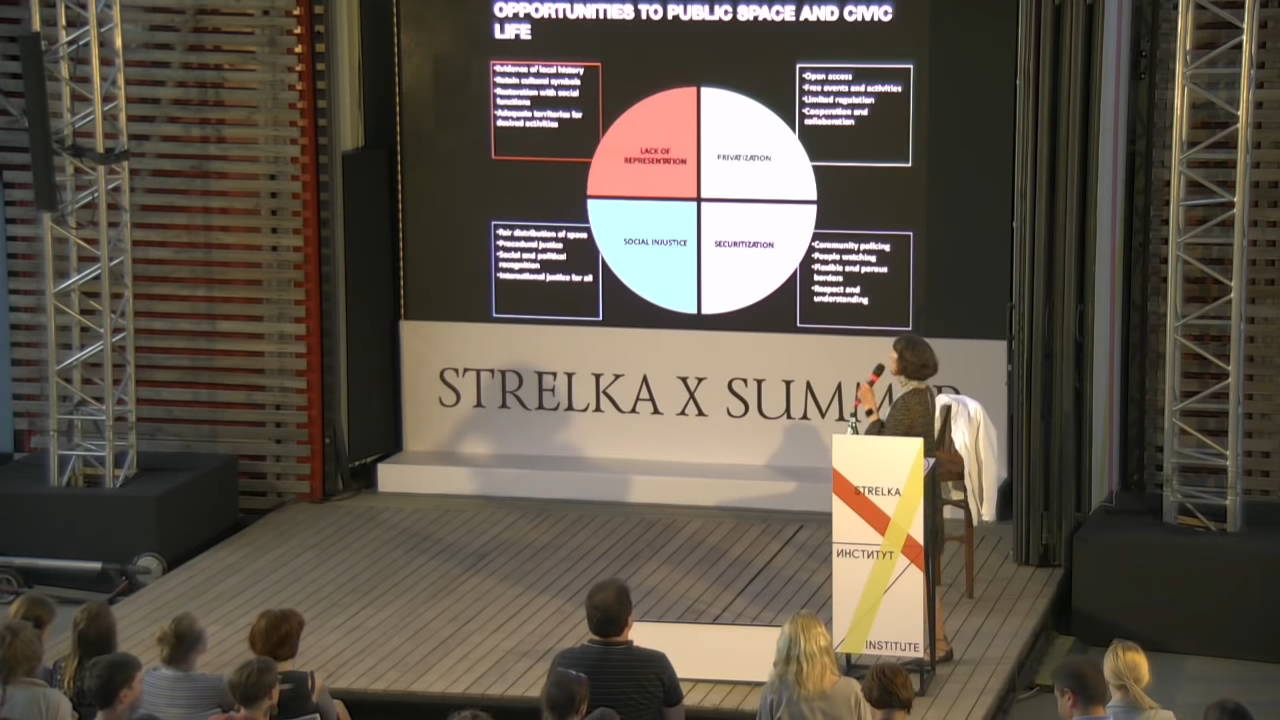 OPPORTUNITIES TO PUBLIC SPACE AND CIVIC
LIFE
•Evidence of local history
•Retain cultural symbols
•Restoration with social
functions
•Adequate territories for
desired activities
•Open access
•Free events and activities
•Limited regulation
•Cooperation and
collaboration
LACK OF
REPRESENTATION
PRIVATIZATION
SOCIAL INJUSTICE
SECURITIZATION
•Fair distribution of space
•Procedural justice
•Social and political
recognition
•International justice for all
•Community policing
•People watching
•Flexible and porous
borders
•Respect and
understanding
STRELKA X SUMM R
STRELKA
ИНСТИТУТ
INSTITUTE